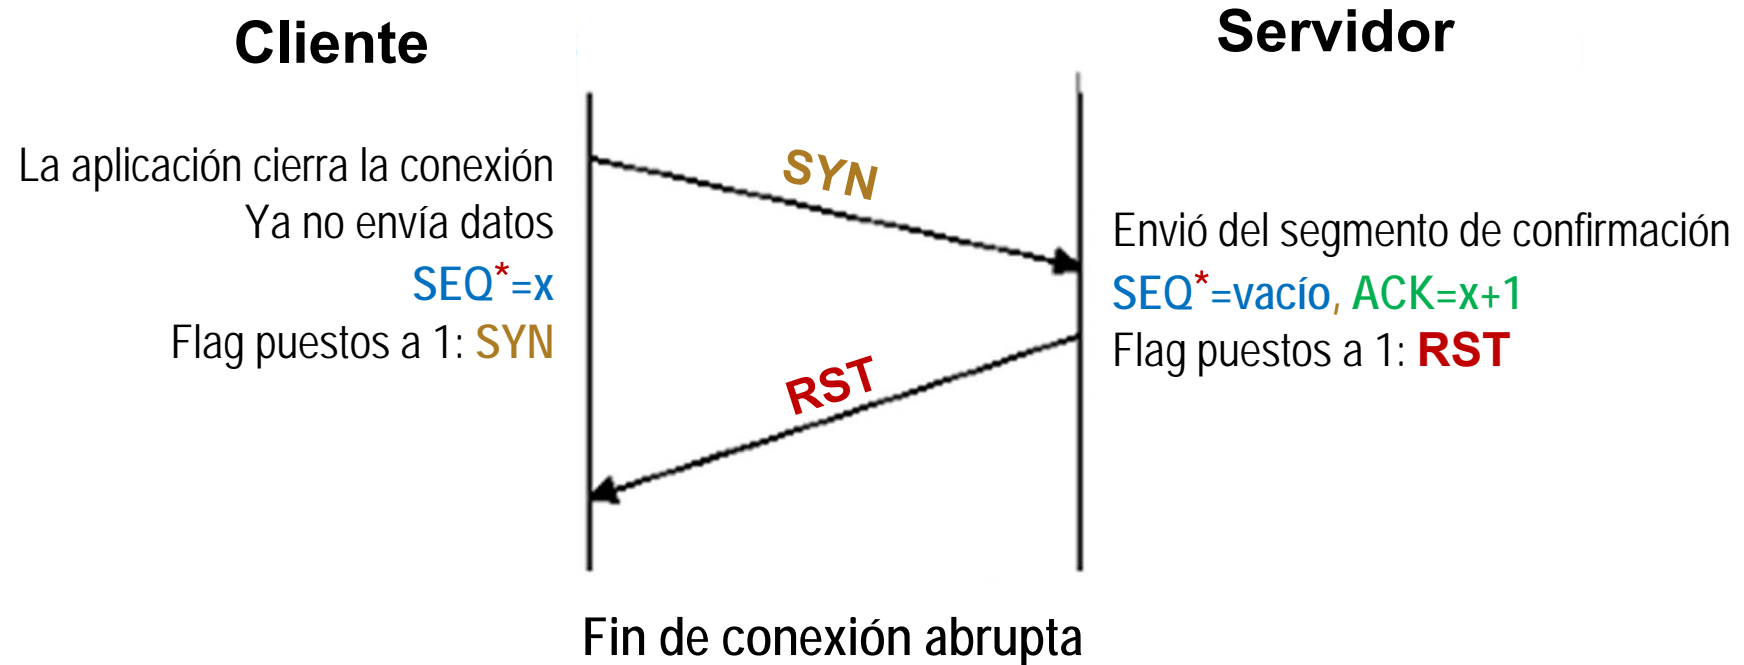 Cliente
Servidor
La aplicación cierra la conexión
Ya no envía datos
SEQ*=x
Flag puestos a 1: SYN
SYN
RST
Envió del segmento de confirmación
SEQ*=vacío, ACK=x+1
Flag puestos a 1: RST
Fin de conexión abrupta